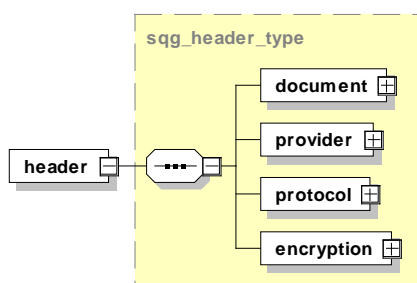 sqg_header_type
document
provider
header
protocol
encryption